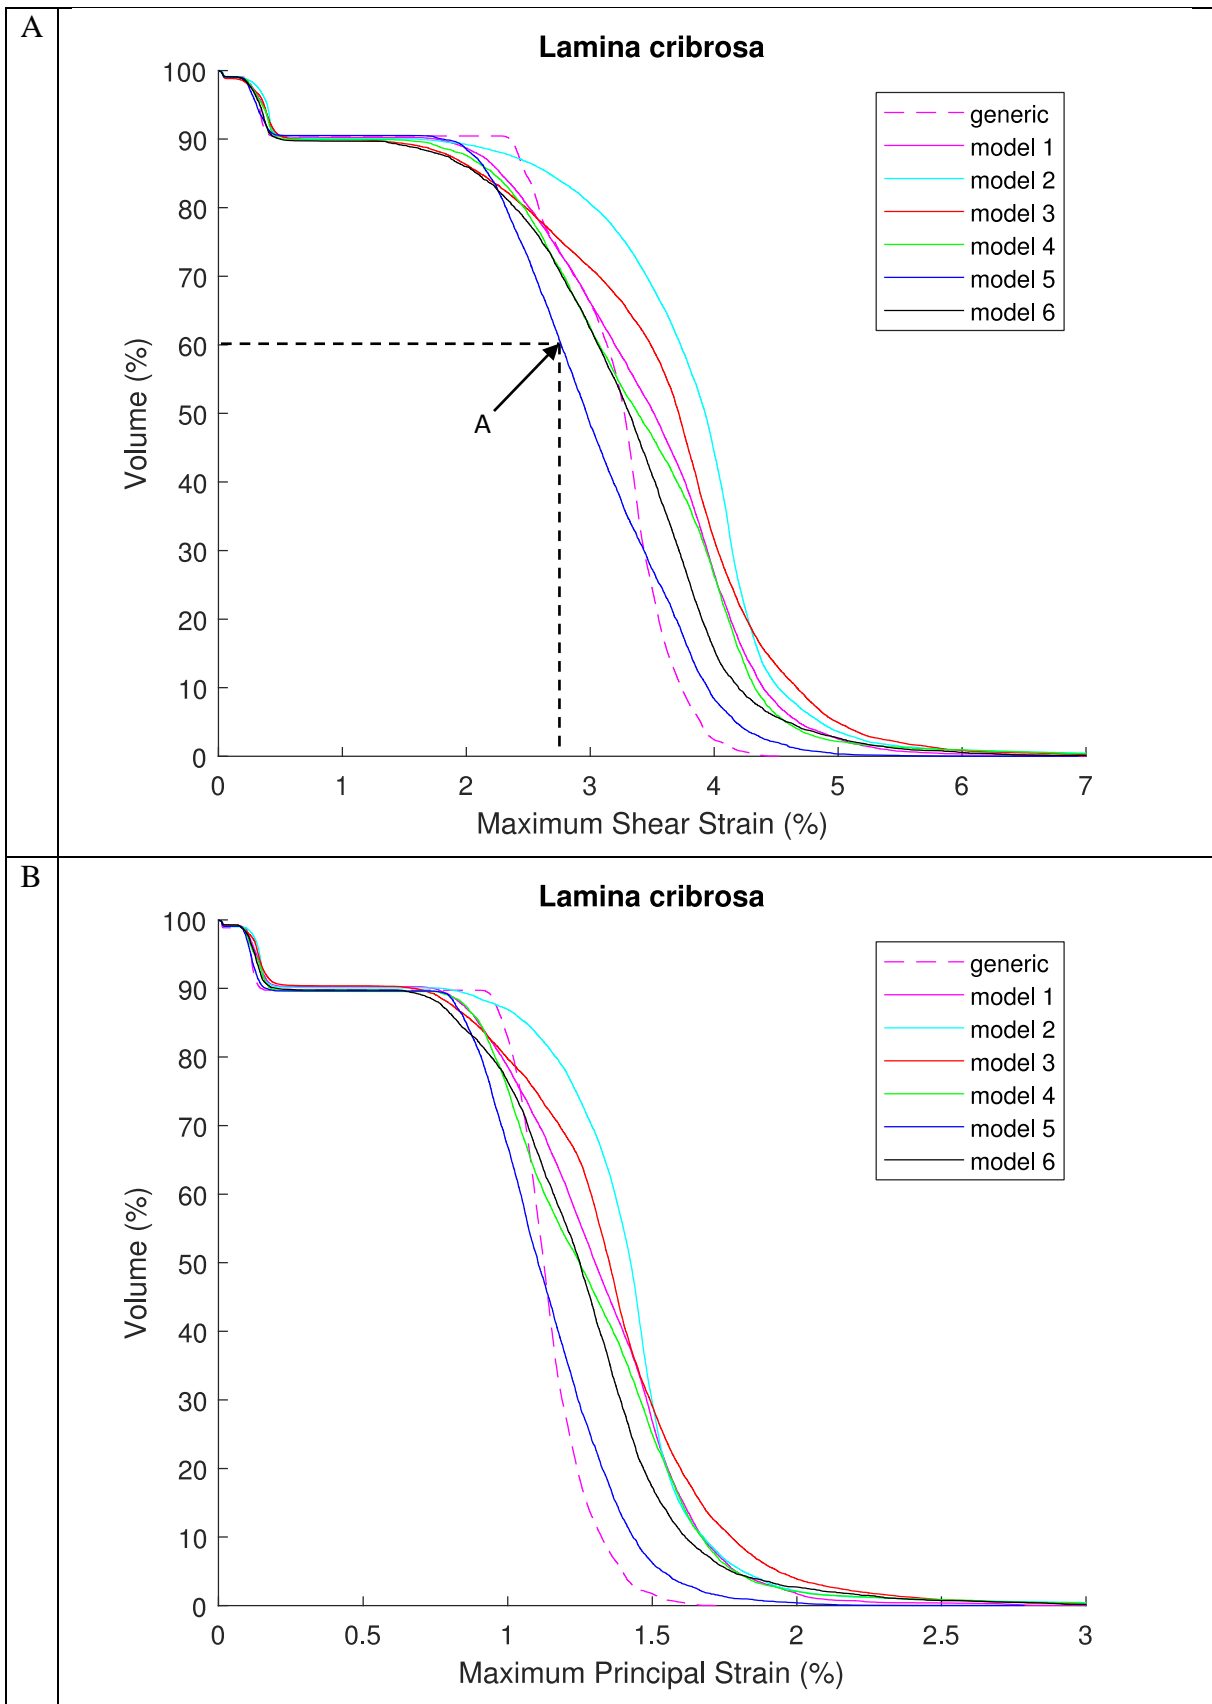 A
Lamina cribrosa
100
90
80
70
60
50
40
30
20
10
0
Volume (%)
A
generic
model 1
model 2
model 3
model 4
model 5
model 6
0 1 2 3 4 5 6 7
Maximum Shear Strain (%)
B
Lamina cribrosa
100
90
80
70
60
50
40
30
20
10
0
Volume (%)
generic
model 1
model 2
model 3
model 4
model 5
model 6
0 0.5 1 1.5 2 2.5 3
Maximum Principal Strain (%)